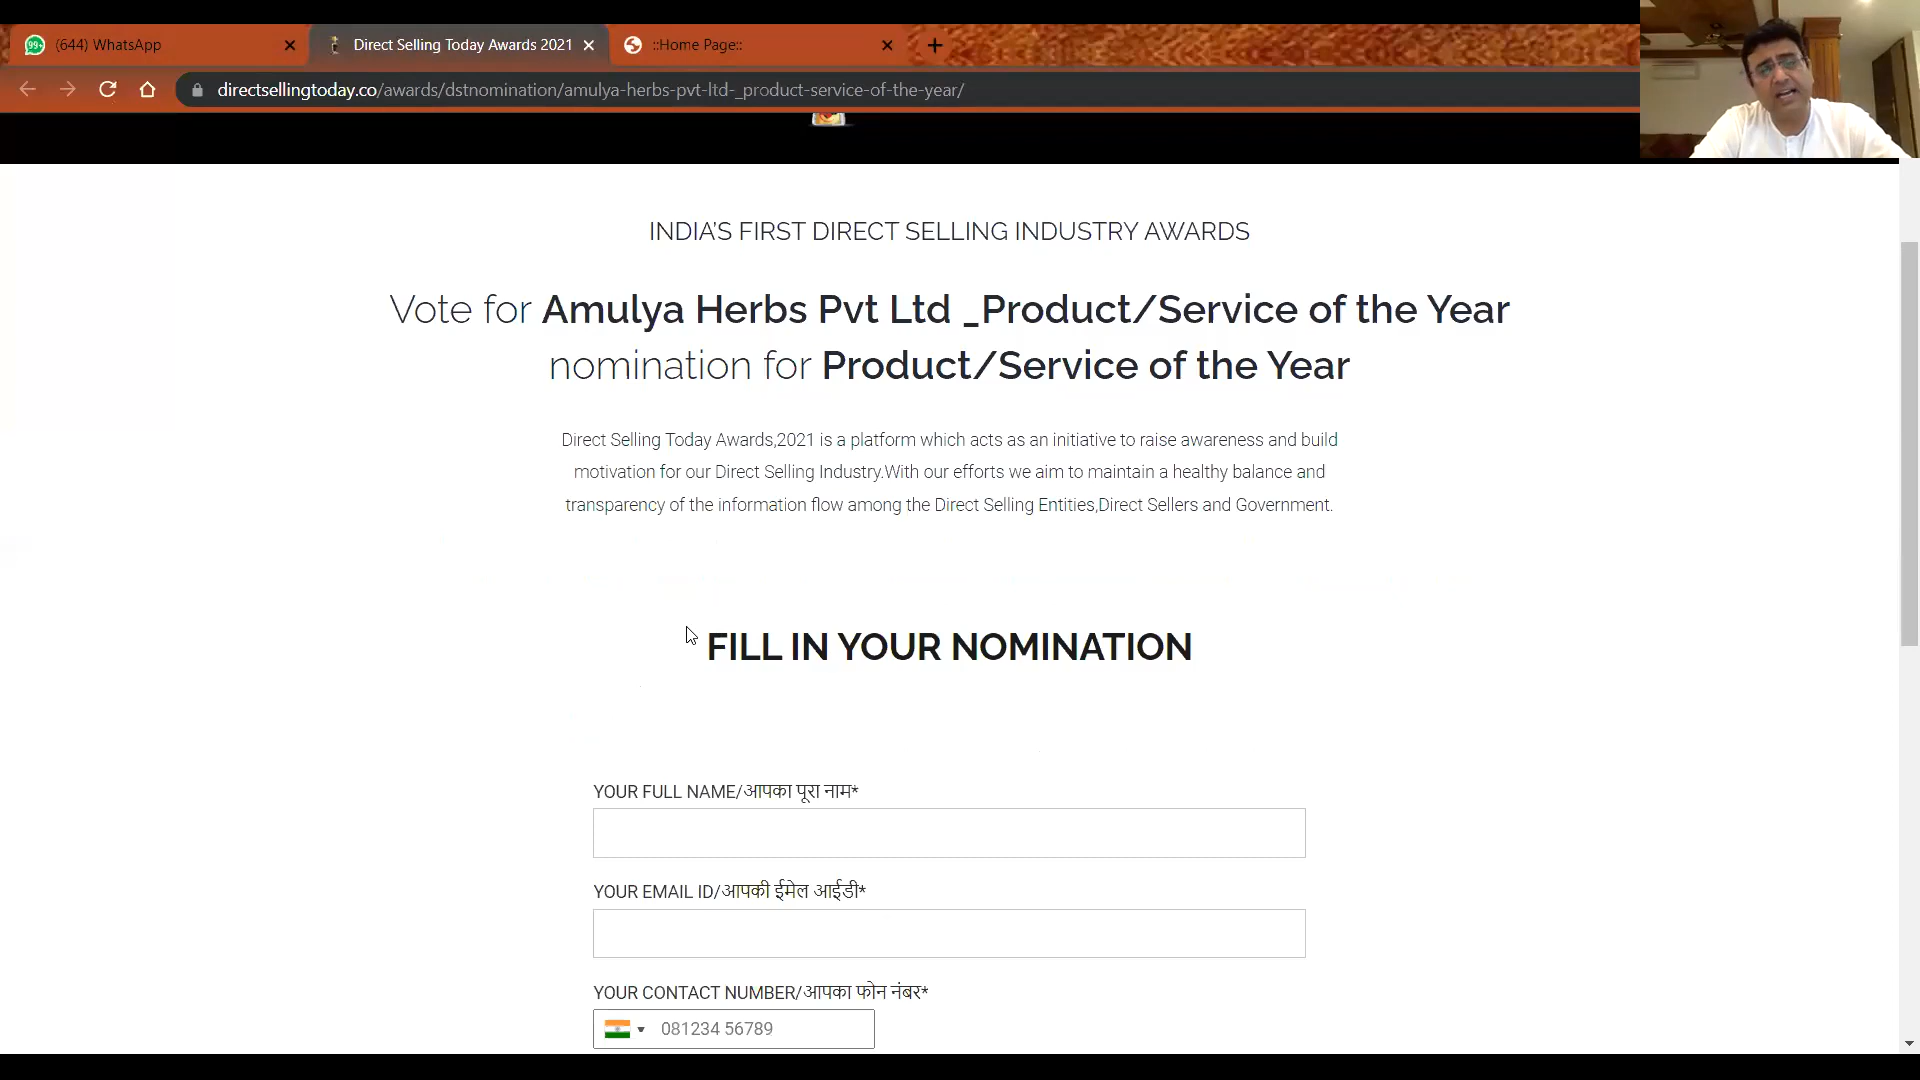 99+ (644) WhatsApp
Direct Selling Today Awards 2021
::Home Page::
directsellingtoday.co/awards/dstnomination/amulya-herbs-pvt-ltd-_product-service-of-the-year/
INDIA'S FIRST DIRECT SELLING INDUSTRY AWARDS
Vote for Amulya Herbs Pvt Ltd _Product/Service of the Year
nomination for Product/Service of the Year
Direct Selling Today Awards,2021 is a platform which acts as an initiative to raise awareness and build
motivation for our Direct Selling Industry.With our efforts we aim to maintain a healthy balance and
transparency of the information flow among the Direct Selling Entities,Direct Sellers and Government.
FILL IN YOUR NOMINATION
YOUR FULL NAME/आपका पूरा नाम*
YOUR EMAIL ID/आपकी ईमेल आईडी*
YOUR CONTACT NUMBER/आपका फोन नंबर*
081234 56789